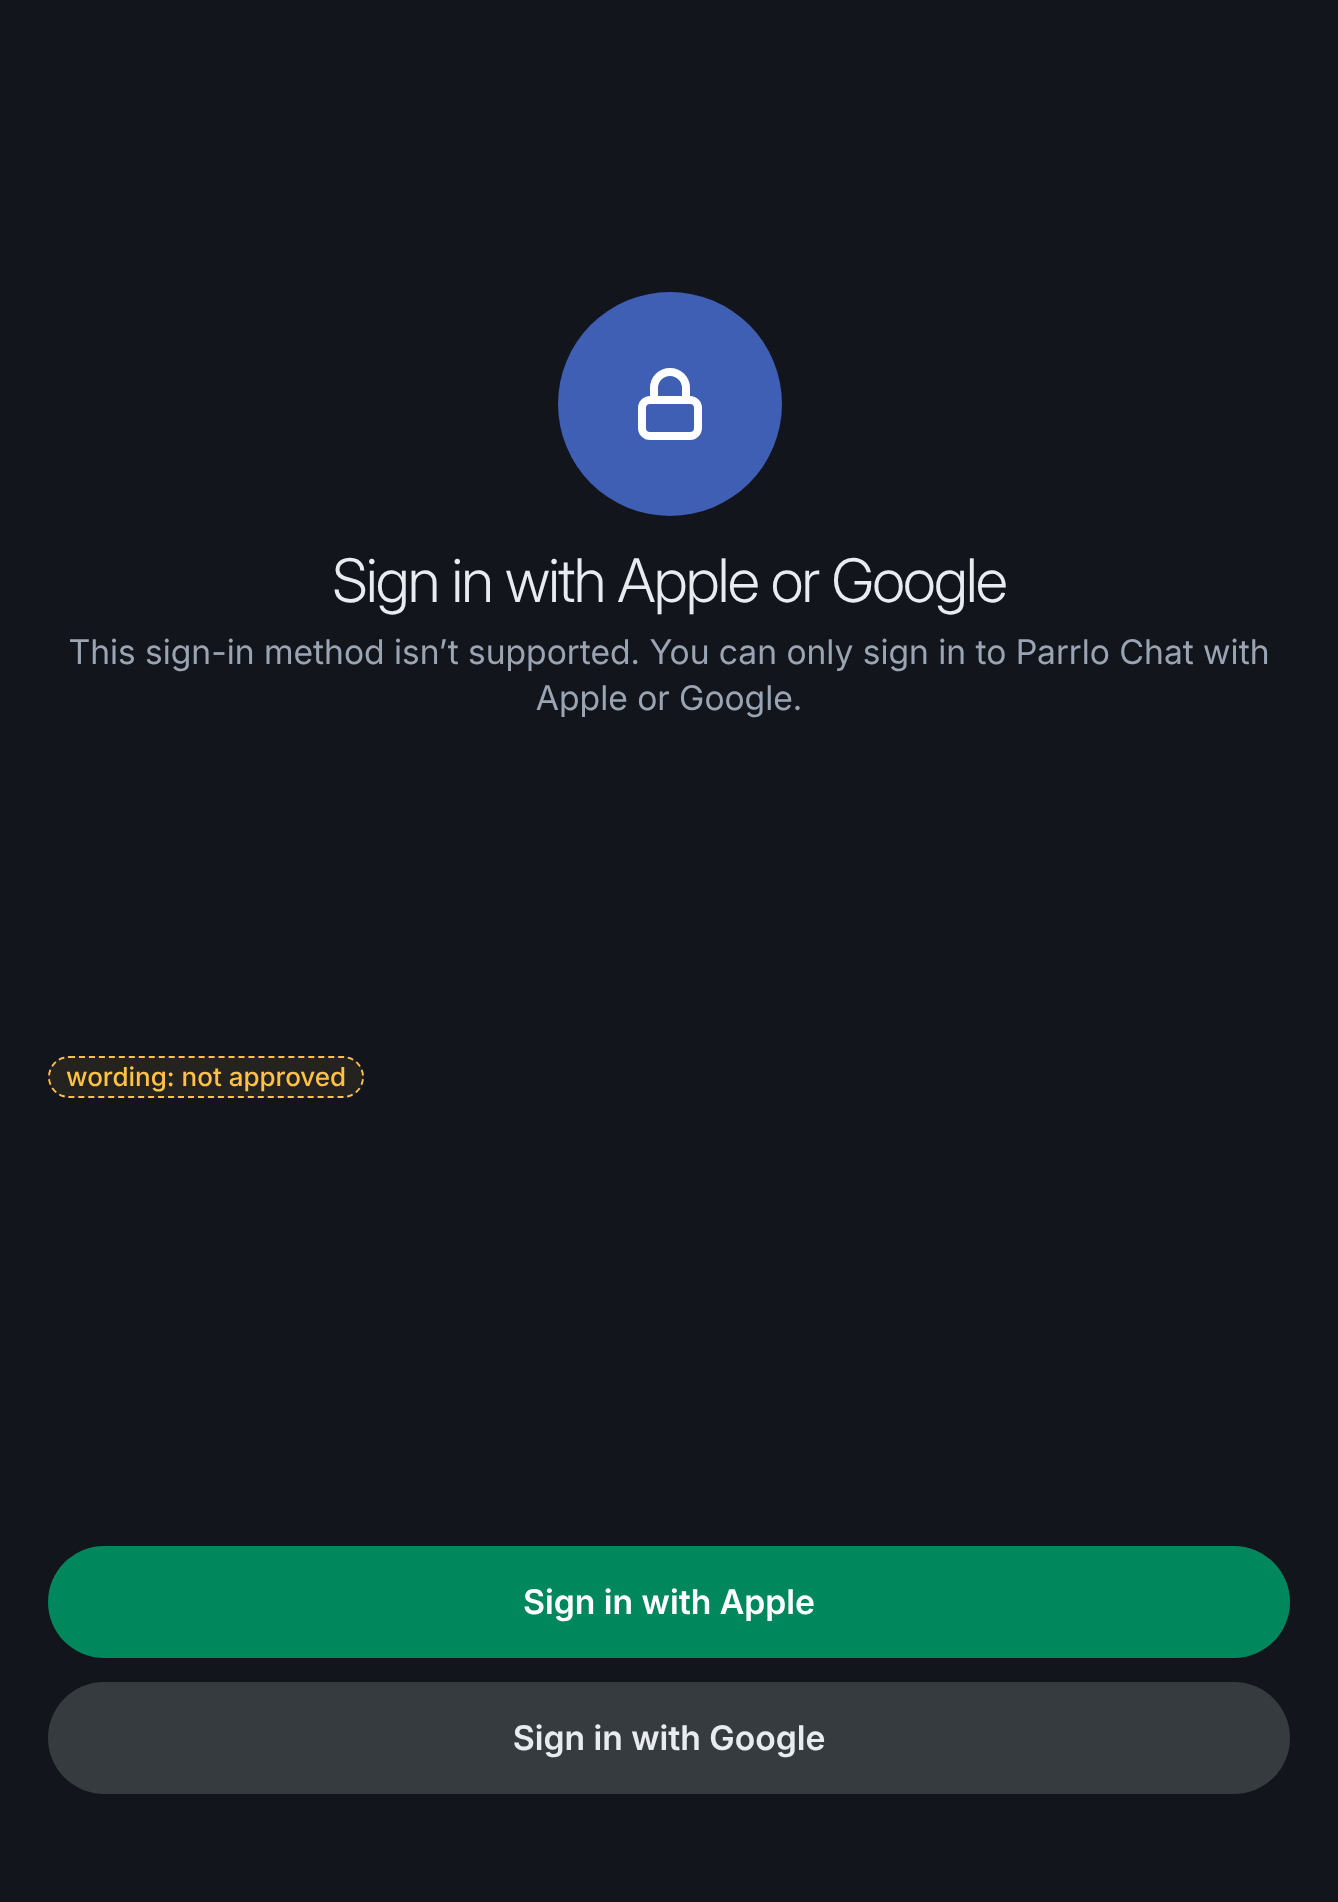 Sign in with Apple or Google
This sign-in method isn’t supported. You can only sign in to Parrlo Chat with
Apple or Google.
wording: not approved
Sign in with Apple
Sign in with Google